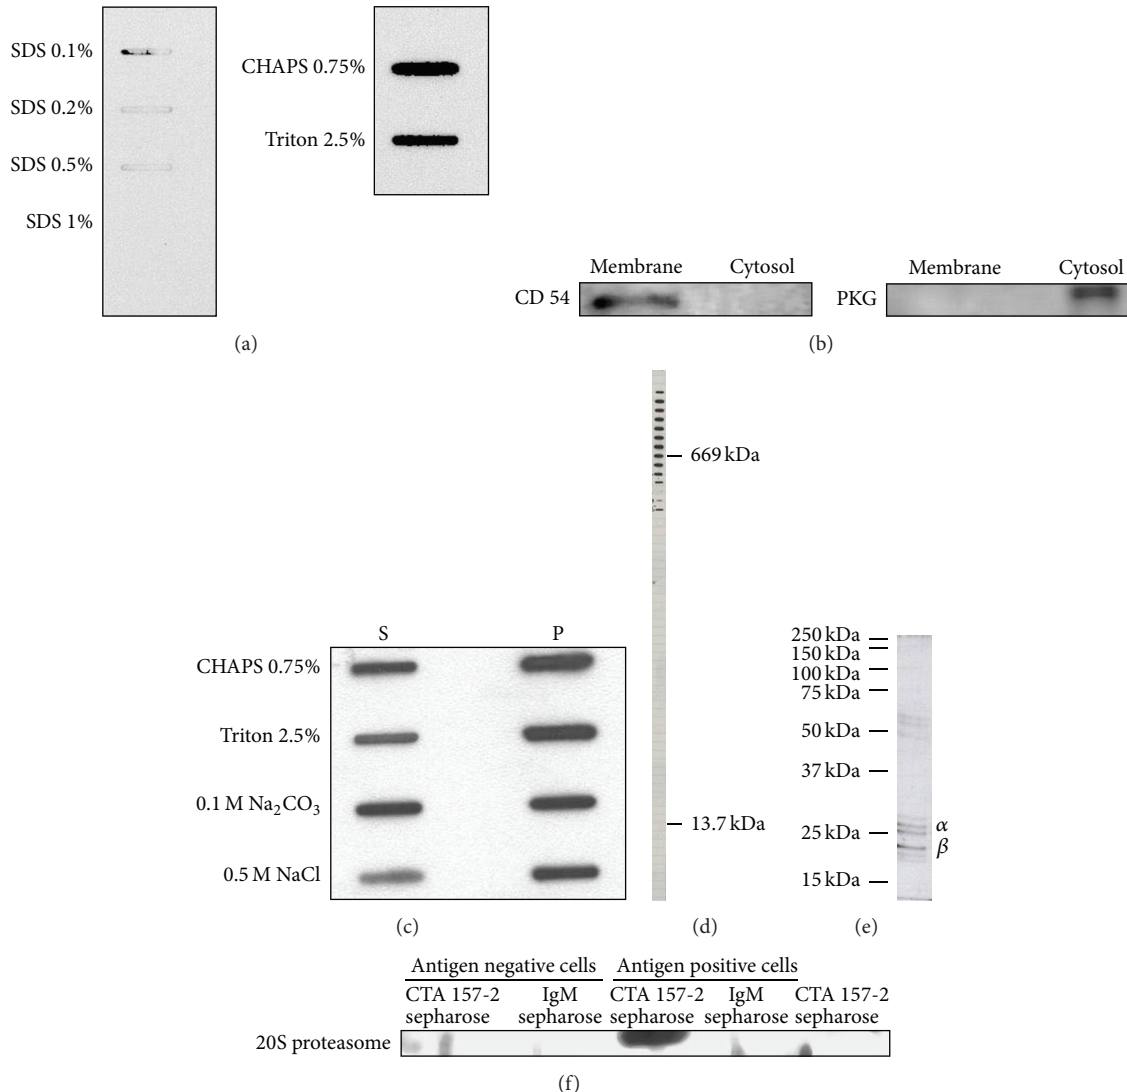 SDS 0.1%
SDS 0.2%
SDS 0.5%
SDS 1%
CHAPS 0.75%
Triton 2.5%
(a)
Membrane Cytosol
CD 54
Membrane Cytosol
PKG
(b)
S P
CHAPS 0.75%
Triton 2.5%
0.1 M Na₂CO₃
0.5 M NaCl
(c)
669 kDa
13.7 kDa
(d)
250 kDa
150 kDa
100 kDa
75 kDa
50 kDa
37 kDa
25 kDa
15 kDa
α
β
(e)
Antigen negative cells Antigen positive cells
CTA 157-2 IgM CTA 157-2 IgM CTA 157-2
sepharose sepharose sepharose sepharose sepharose
20S proteasome
(f)